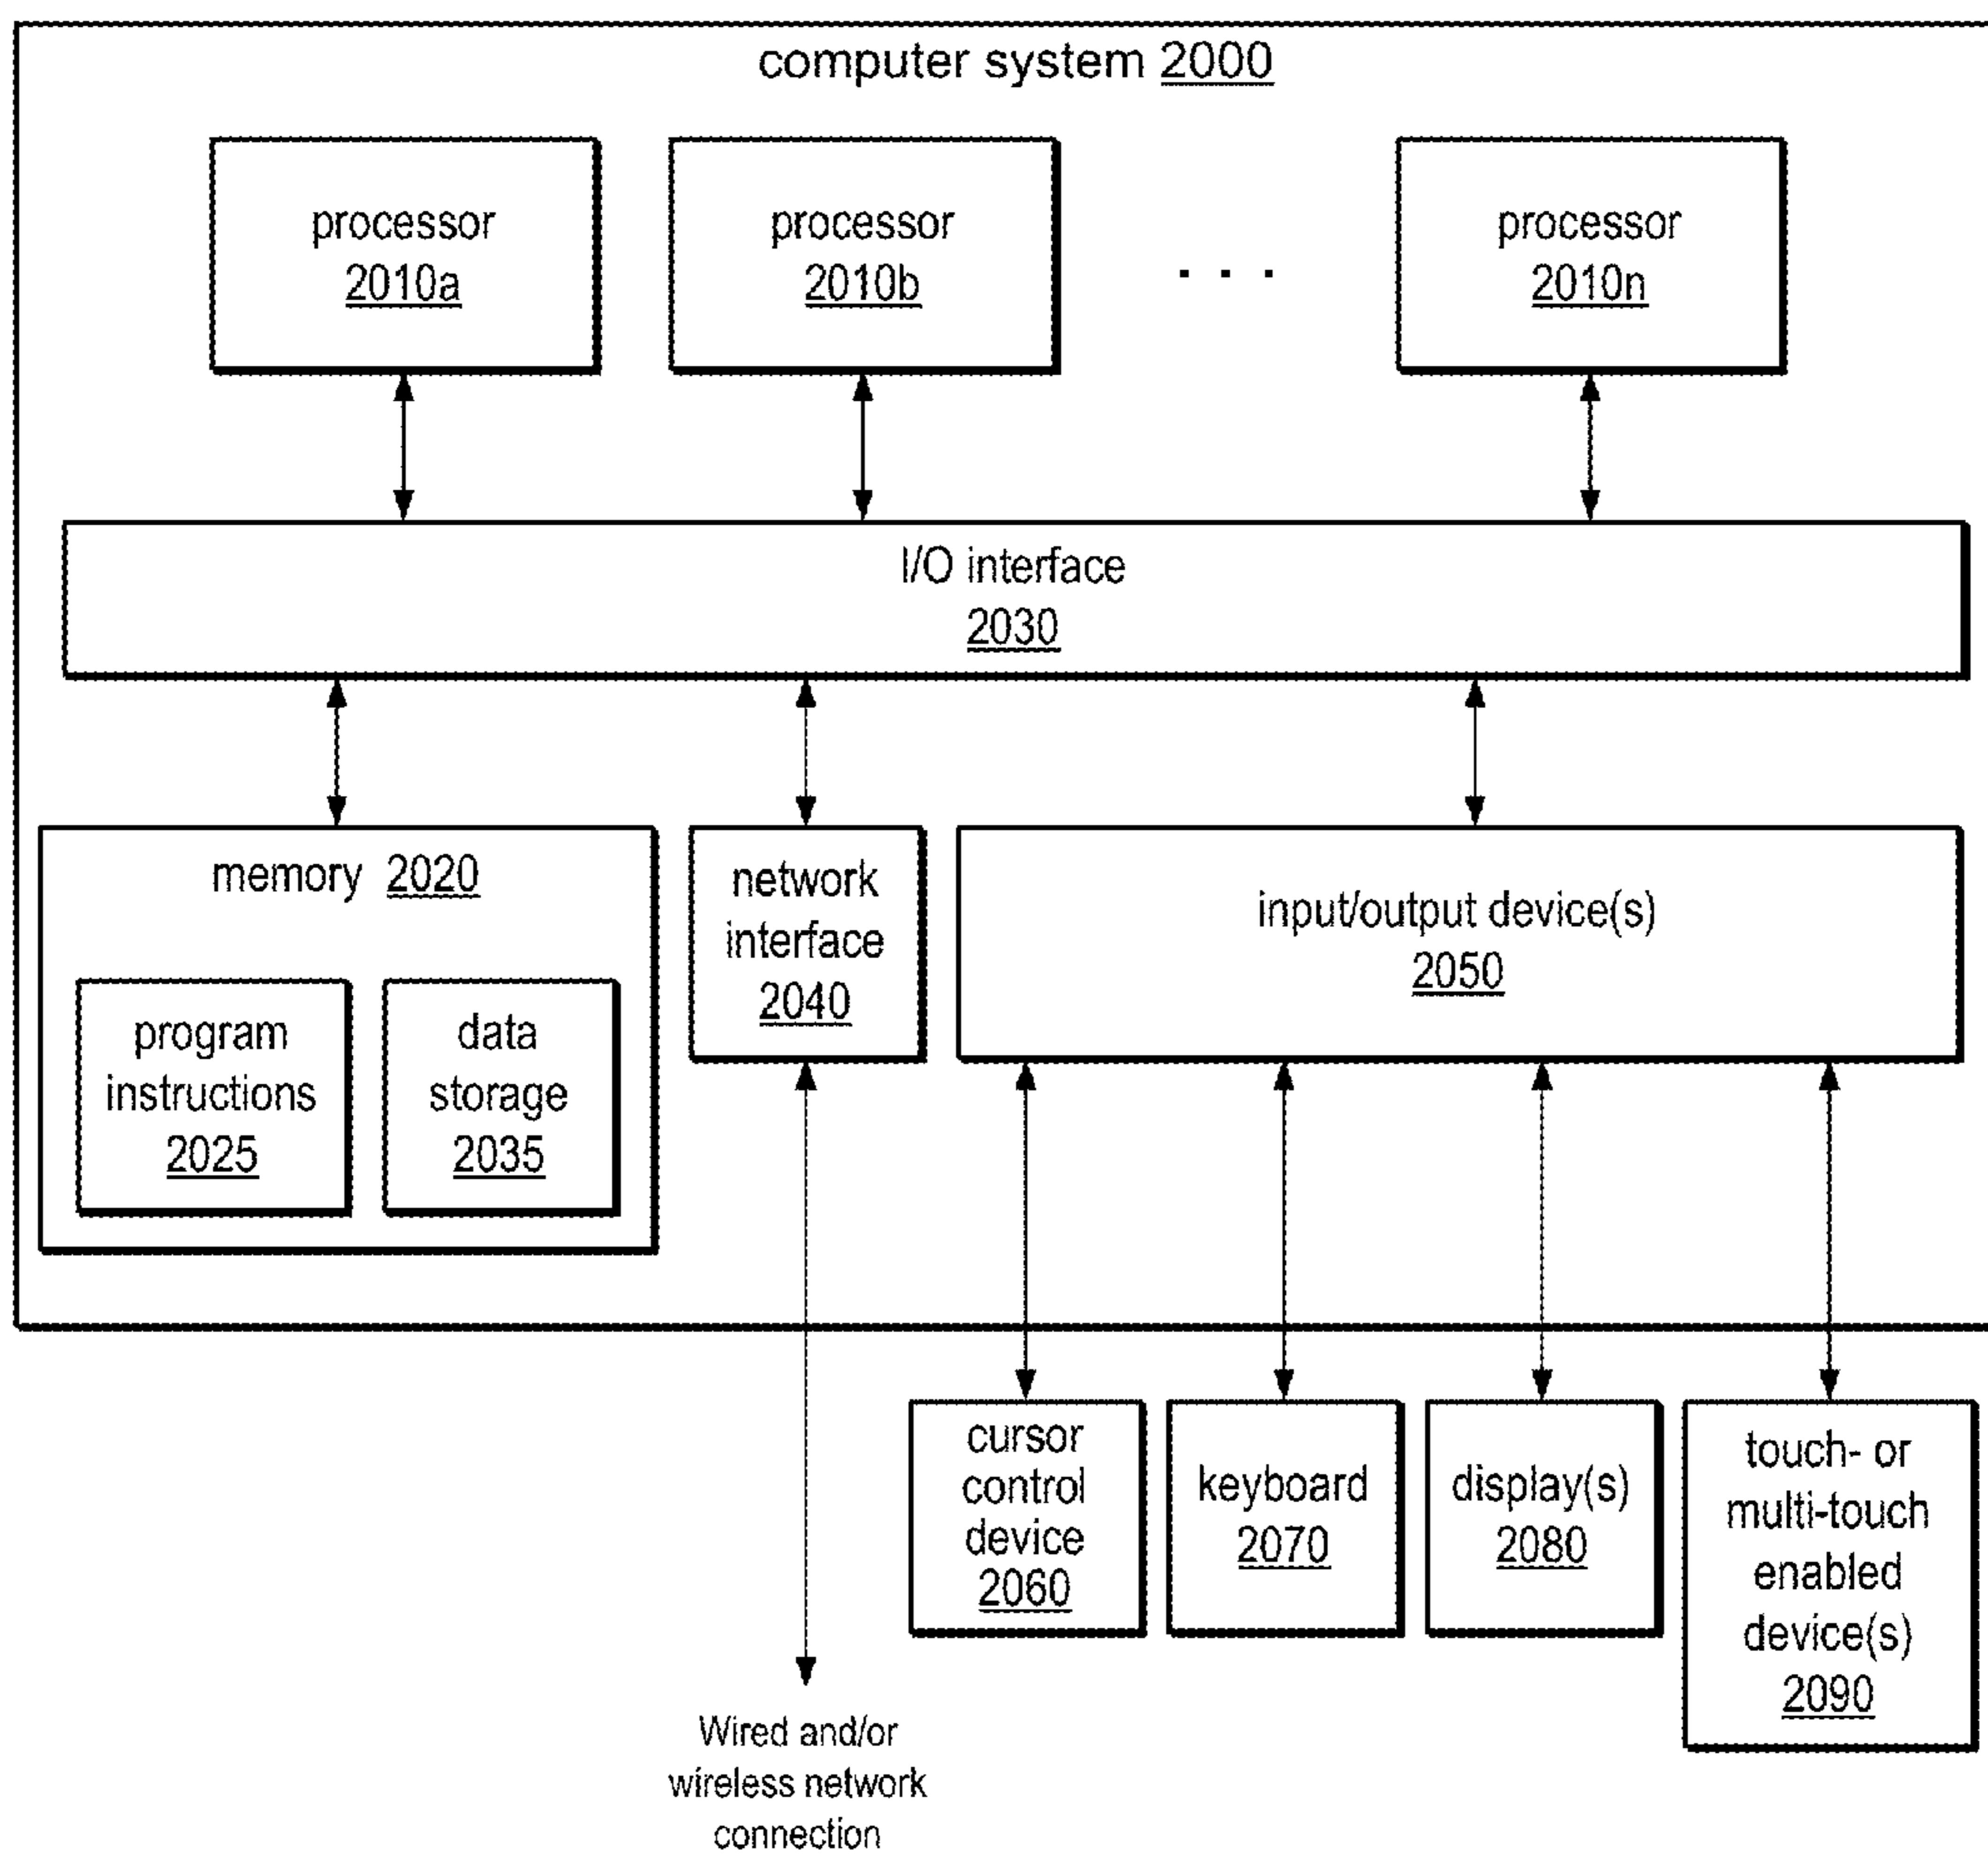 computer system 2000
processor
2010a
processor
2010b
. . .
processor
2010n
I/O interface
2030
memory 2020
program
instructions
2025
data
storage
2035
network
interface
2040
input/output device(s)
2050
cursor
control
device
2060
keyboard
2070
display(s)
2080
touch- or
multi-touch
enabled
device(s)
2090
Wired and/or
wireless network
connection